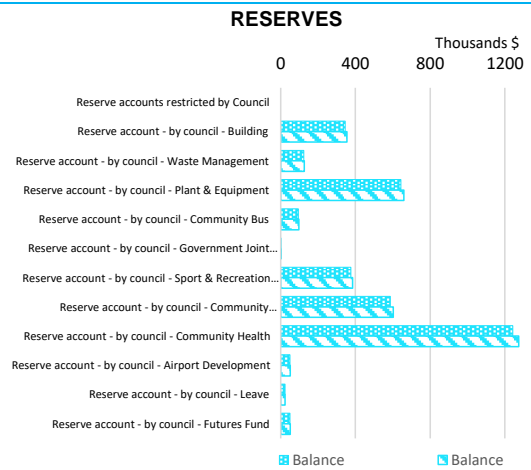 RESERVES
Thousands $
0 400 800 1200
Reserve accounts restricted by Council
Reserve account - by council - Building
Reserve account - by council - Waste Management
Reserve account - by council - Plant & Equipment
Reserve account - by council - Community Bus
Reserve account - by council - Government Joint...
Reserve account - by council - Sport & Recreation...
Reserve account - by council - Community...
Reserve account - by council - Community Health
Reserve account - by council - Airport Development
Reserve account - by council - Leave
Reserve account - by council - Futures Fund
Balance Balance